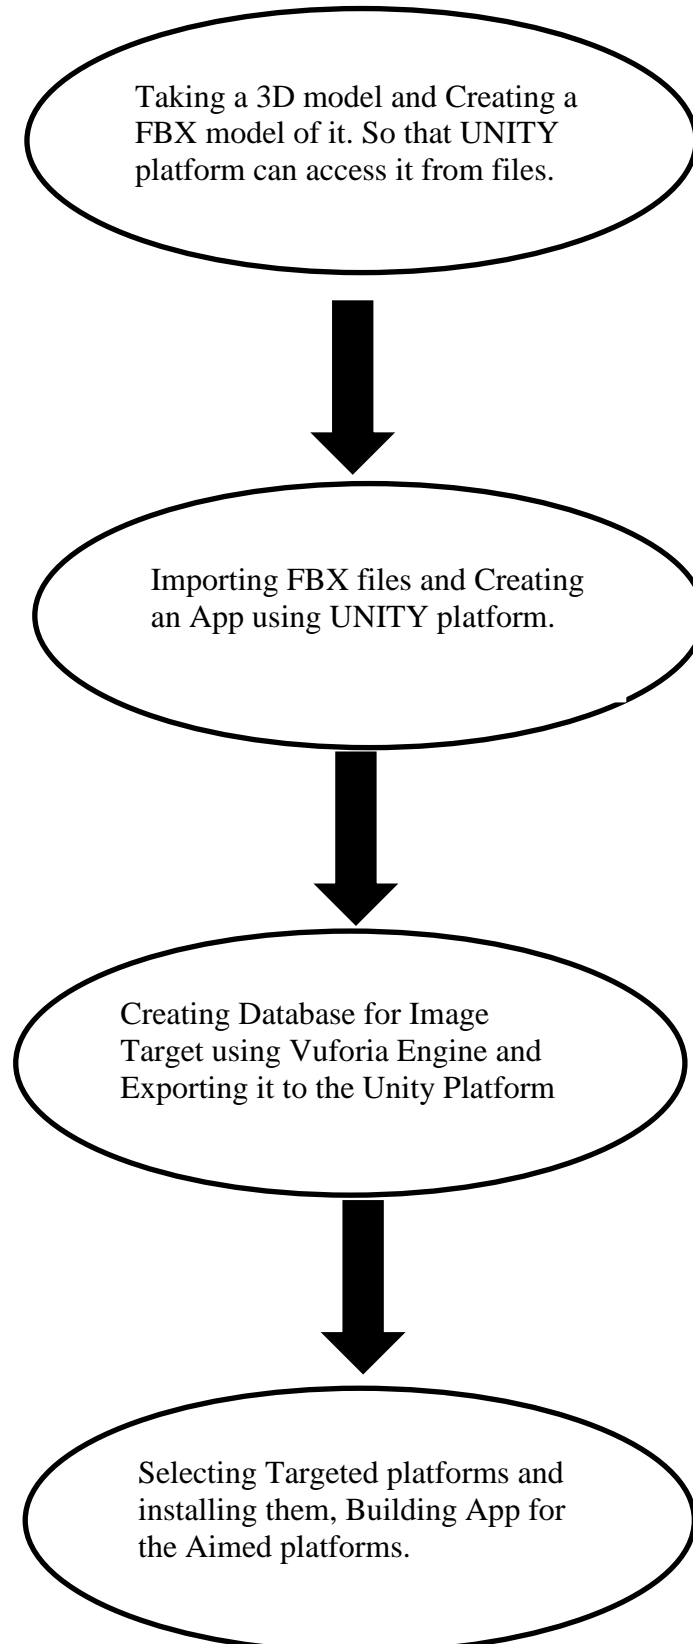 Taking a 3D model and Creating a
FBX model of it. So that UNITY
platform can access it from files.
Importing FBX files and Creating
an App using UNITY platform.
Creating Database for Image
Target using Vuforia Engine and
Exporting it to the Unity Platform
Selecting Targeted platforms and
installing them, Building App for
the Aimed platforms.